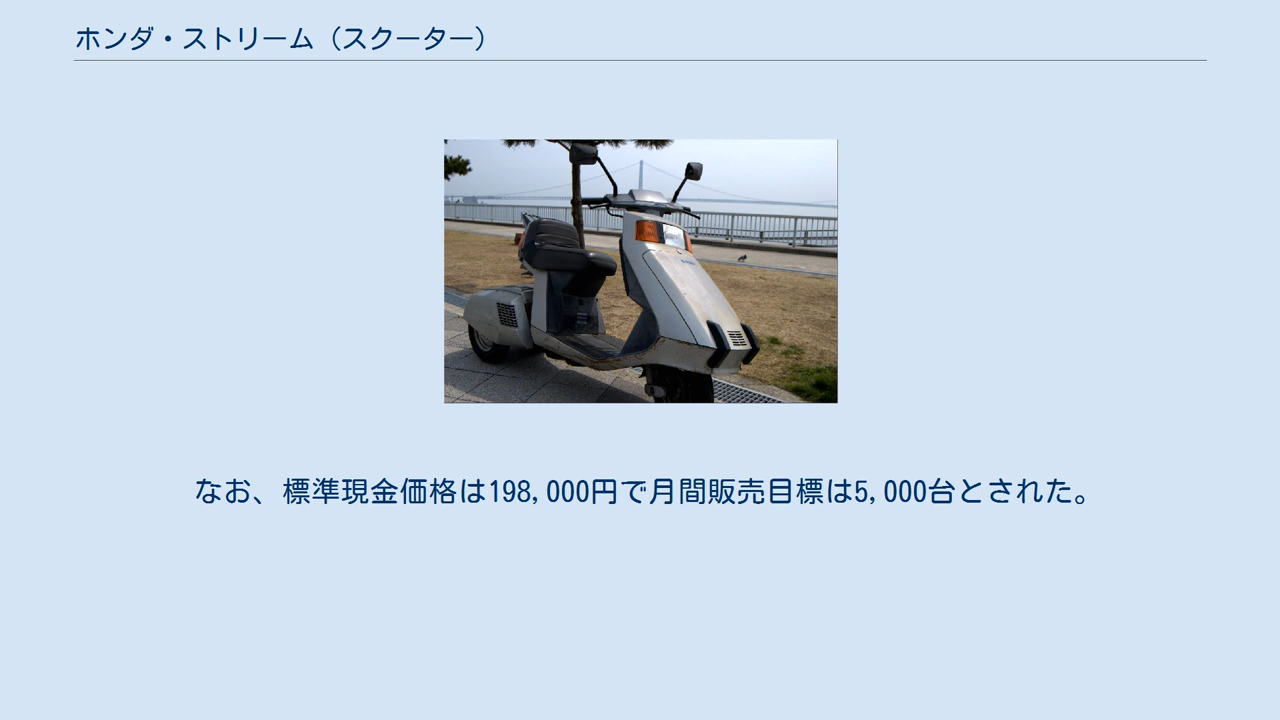 ホンダ・ストリーム（スクーター）
なお、標準現金価格は198,000円で月間販売目標は5,000台とされた。